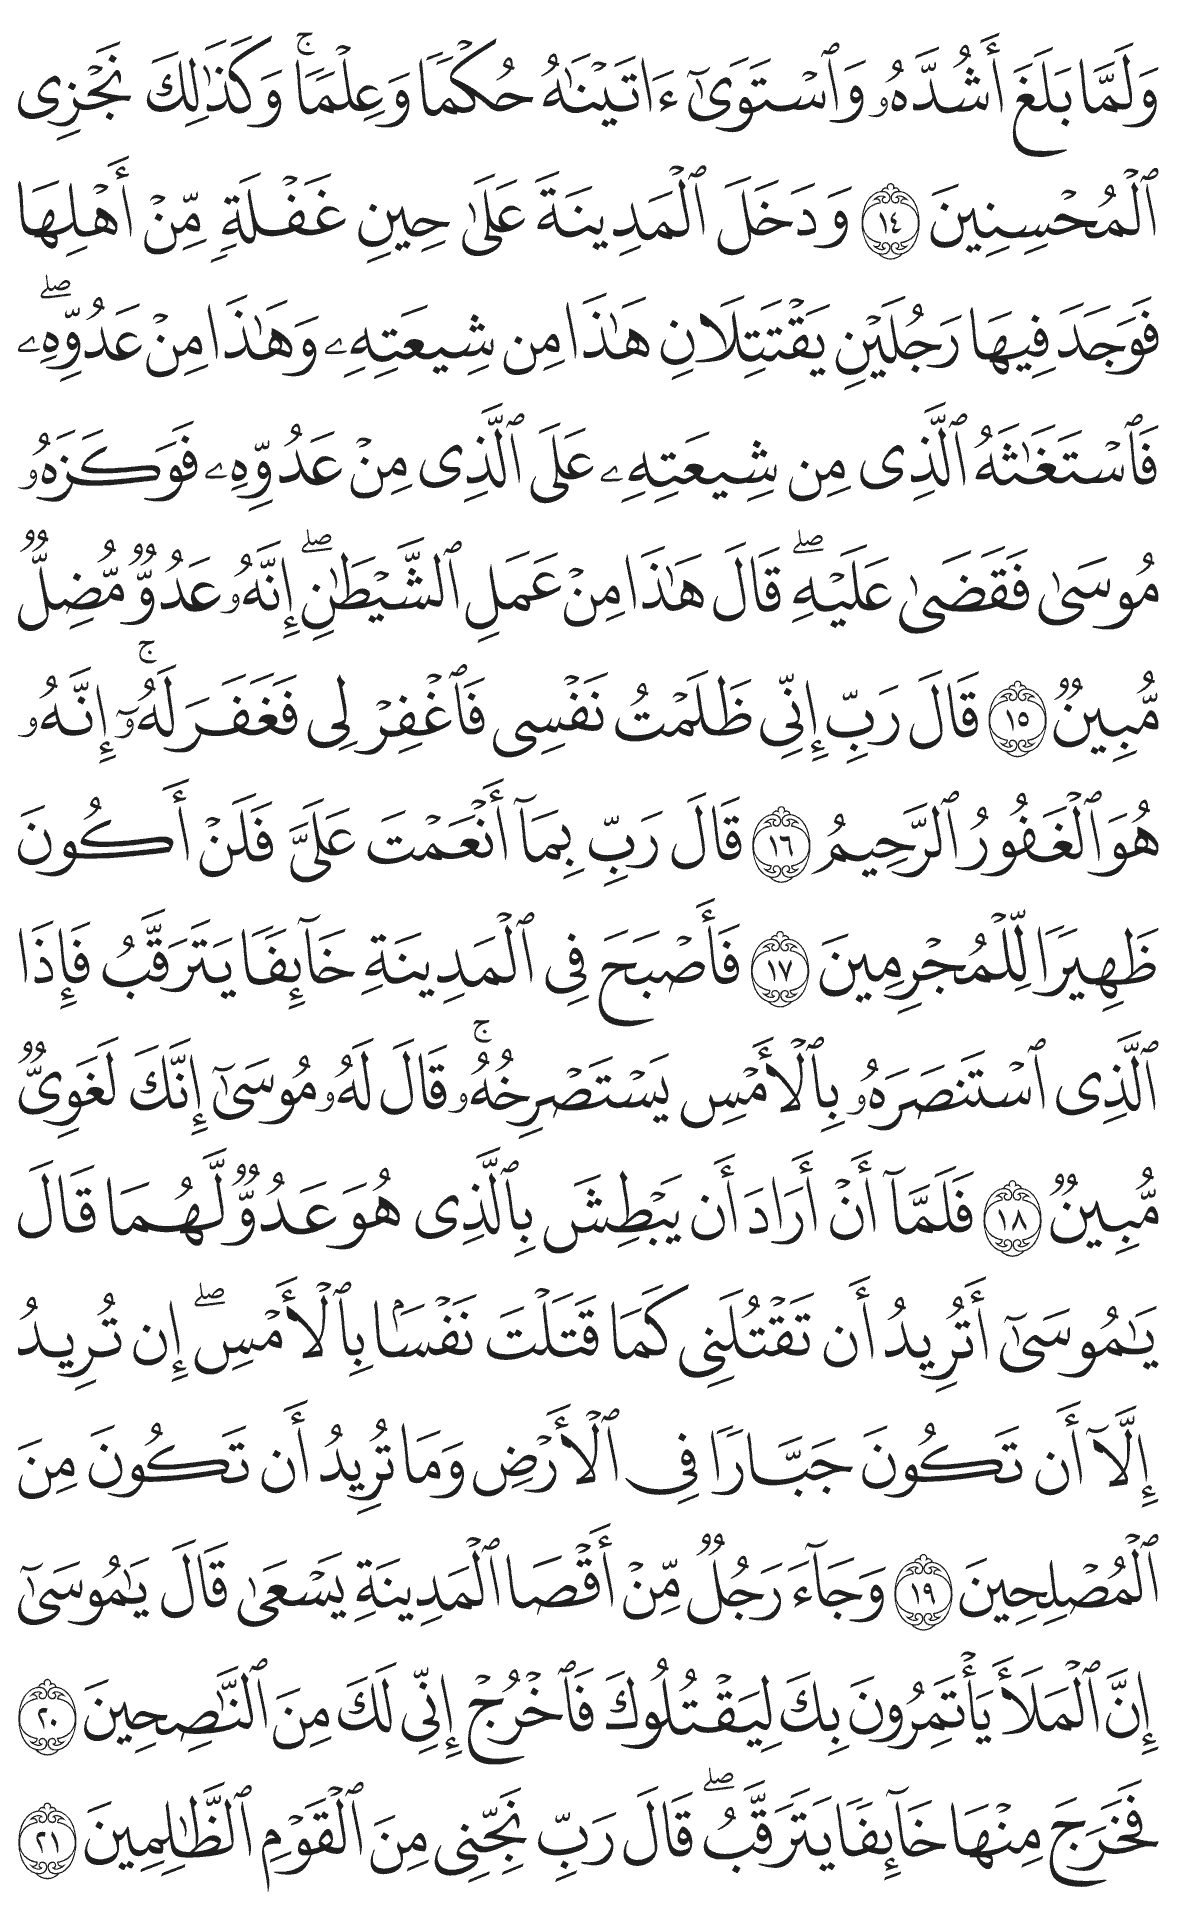 وَلَمَّا بَلَغَ أَشُدَّهُۥ وَٱسْتَوَىٰٓ ءَاتَيْنَٰهُ حُكْمًا وَعِلْمًا ۚ وَكَذَٰلِكَ نَجْزِى
ٱلْمُحْسِنِينَ ١٤ وَدَخَلَ ٱلْمَدِينَةَ عَلَىٰ حِينِ غَفْلَةٍ مِّنْ أَهْلِهَا
فَوَجَدَ فِيهَا رَجُلَيْنِ يَقْتَتِلَانِ هَٰذَا مِن شِيعَتِهِۦ وَهَٰذَا مِنْ عَدُوِّهِۦ ۖ
فَٱسْتَغَٰثَهُ ٱلَّذِى مِن شِيعَتِهِۦ عَلَى ٱلَّذِى مِنْ عَدُوِّهِۦ فَوَكَزَهُۥ
مُوسَىٰ فَقَضَىٰ عَلَيْهِ ۖ قَالَ هَٰذَا مِنْ عَمَلِ ٱلشَّيْطَٰنِ ۖ إِنَّهُۥ عَدُوٌّ مُّضِلٌّ
مُّبِينٌ ١٥ قَالَ رَبِّ إِنِّى ظَلَمْتُ نَفْسِى فَٱغْفِرْ لِى فَغَفَرَ لَهُۥٓ ۚ إِنَّهُۥ
هُوَ ٱلْغَفُورُ ٱلرَّحِيمُ ١٦ قَالَ رَبِّ بِمَآ أَنْعَمْتَ عَلَىَّ فَلَنْ أَكُونَ
ظَهِيرًا لِّلْمُجْرِمِينَ ١٧ فَأَصْبَحَ فِى ٱلْمَدِينَةِ خَآئِفًا يَتَرَقَّبُ فَإِذَا
ٱلَّذِى ٱسْتَنصَرَهُۥ بِٱلْأَمْسِ يَسْتَصْرِخُهُۥ ۚ قَالَ لَهُۥ مُوسَىٰٓ إِنَّكَ لَغَوِىٌّ
مُّبِينٌ ١٨ فَلَمَّآ أَنْ أَرَادَ أَن يَبْطِشَ بِٱلَّذِى هُوَ عَدُوٌّ لَّهُمَا قَالَ
يَٰمُوسَىٰٓ أَتُرِيدُ أَن تَقْتُلَنِى كَمَا قَتَلْتَ نَفْسًۢا بِٱلْأَمْسِ ۖ إِن تُرِيدُ
إِلَّآ أَن تَكُونَ جَبَّارًا فِى ٱلْأَرْضِ وَمَا تُرِيدُ أَن تَكُونَ مِنَ
ٱلْمُصْلِحِينَ ١٩ وَجَآءَ رَجُلٌ مِّنْ أَقْصَا ٱلْمَدِينَةِ يَسْعَىٰ قَالَ يَٰمُوسَىٰٓ
إِنَّ ٱلْمَلَأَ يَأْتَمِرُونَ بِكَ لِيَقْتُلُوكَ فَٱخْرُجْ إِنِّى لَكَ مِنَ ٱلنَّٰصِحِينَ ٢٠
فَخَرَجَ مِنْهَا خَآئِفًا يَتَرَقَّبُ ۖ قَالَ رَبِّ نَجِّنِى مِنَ ٱلْقَوْمِ ٱلظَّٰلِمِينَ ٢١